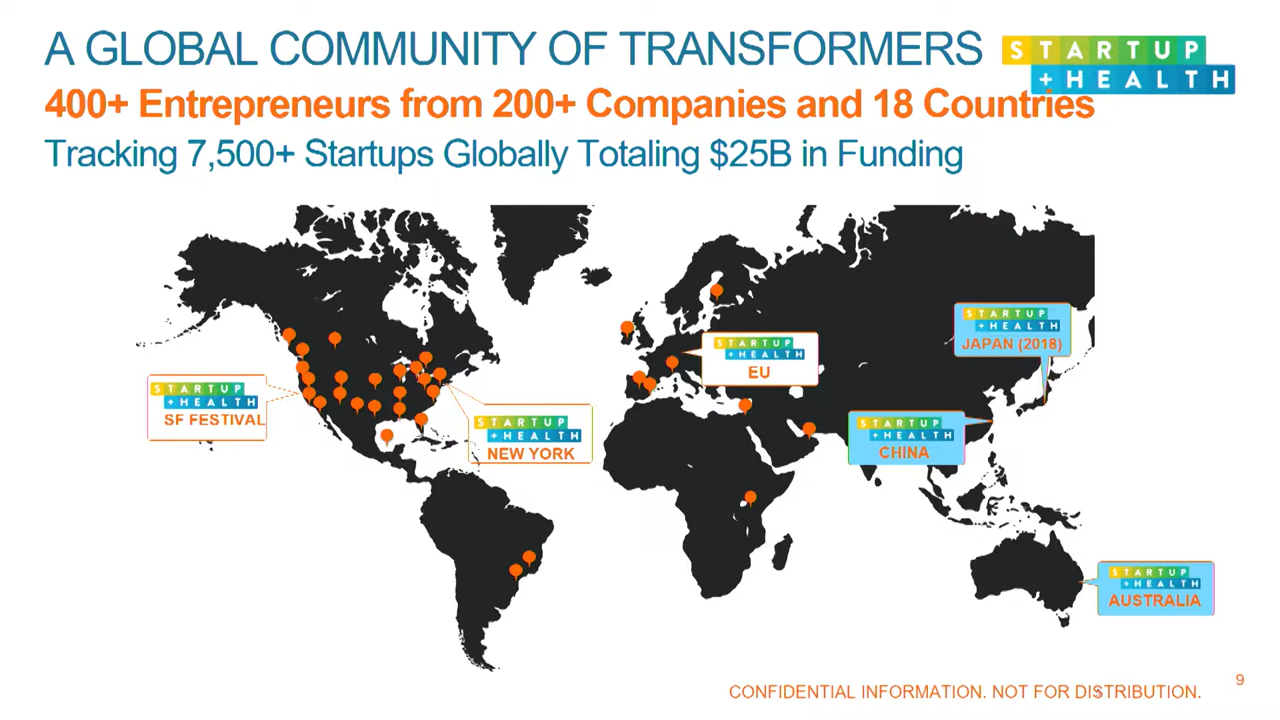 A GLOBAL COMMUNITY OF TRANSFORMERS
STARTUP
+HEALTH
400+ Entrepreneurs from 200+ Companies and 18 Countries
Tracking 7,500+ Startups Globally Totaling $25B in Funding
STARTUP
+HEALTH
JAPAN (2018)
STARTUP
+HEALTH
EU
STARTUP
+HEALTH
SF FESTIVAL
STARTUP
+HEALTH
NEW YORK
STARTUP
+HEALTH
CHINA
STARTUP
+HEALTH
AUSTRALIA
CONFIDENTIAL INFORMATION. NOT FOR DISTRIBUTION.
9